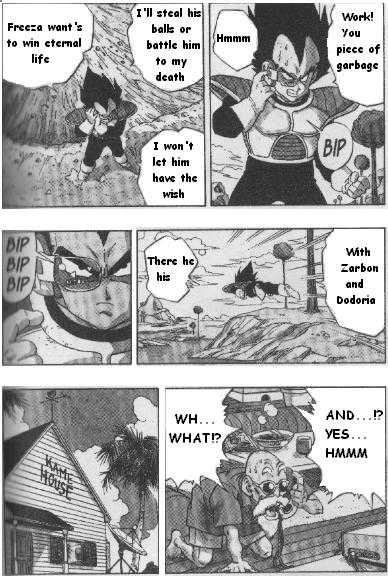 Freeza want's
to win eternal
life
I'll steal his
balls or
battle him
to my
death
I won't
let him
have the
wish
Hmmm
Work!
You
piece of
garbage
BIP
BIP
BIP
BIP
There he
his
With
Zarbon
and
Dodoria
KAME
HOUSE
WH...
WHAT!?
AND...!?
YES...
HMMM